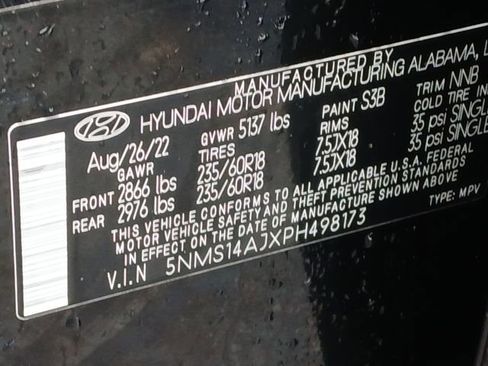 MANUFACTURED BY
HYUNDAI MOTOR MANUFACTURING ALABAMA, L
Aug/26/22 GVWR 5137 lbs PAINT S3B TRIM NNB
GAWR TIRES RIMS COLD TIRE IN
FRONT 2866 lbs 235/60R18 7.5JX18 35 psi SINGL
REAR 2976 lbs 235/60R18 7.5JX18 35 psi SINGLE
THIS VEHICLE CONFORMS TO ALL APPLICABLE U.S.A. FEDERAL
MOTOR VEHICLE SAFETY AND THEFT PREVENTION STANDARDS
IN EFFECT ON THE DATE OF MANUFACTURE SHOWN ABOVE
V.I.N 5NMS14AJXPH498173 TYPE: MPV